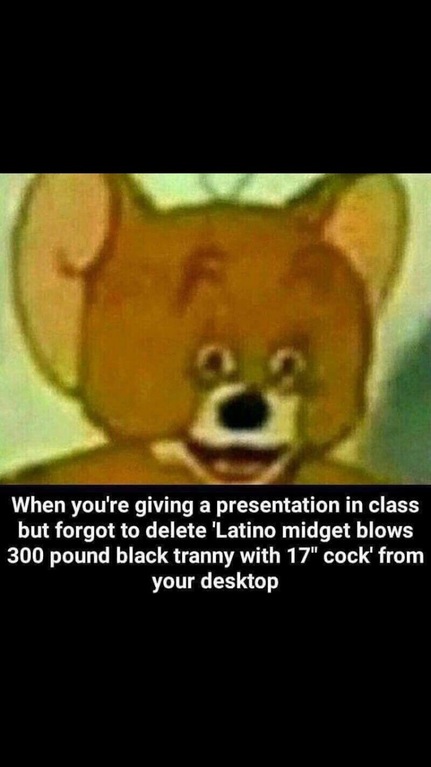 When you're giving a presentation in class
but forgot to delete 'Latino midget blows
300 pound black tranny with 17" cock' from
your desktop